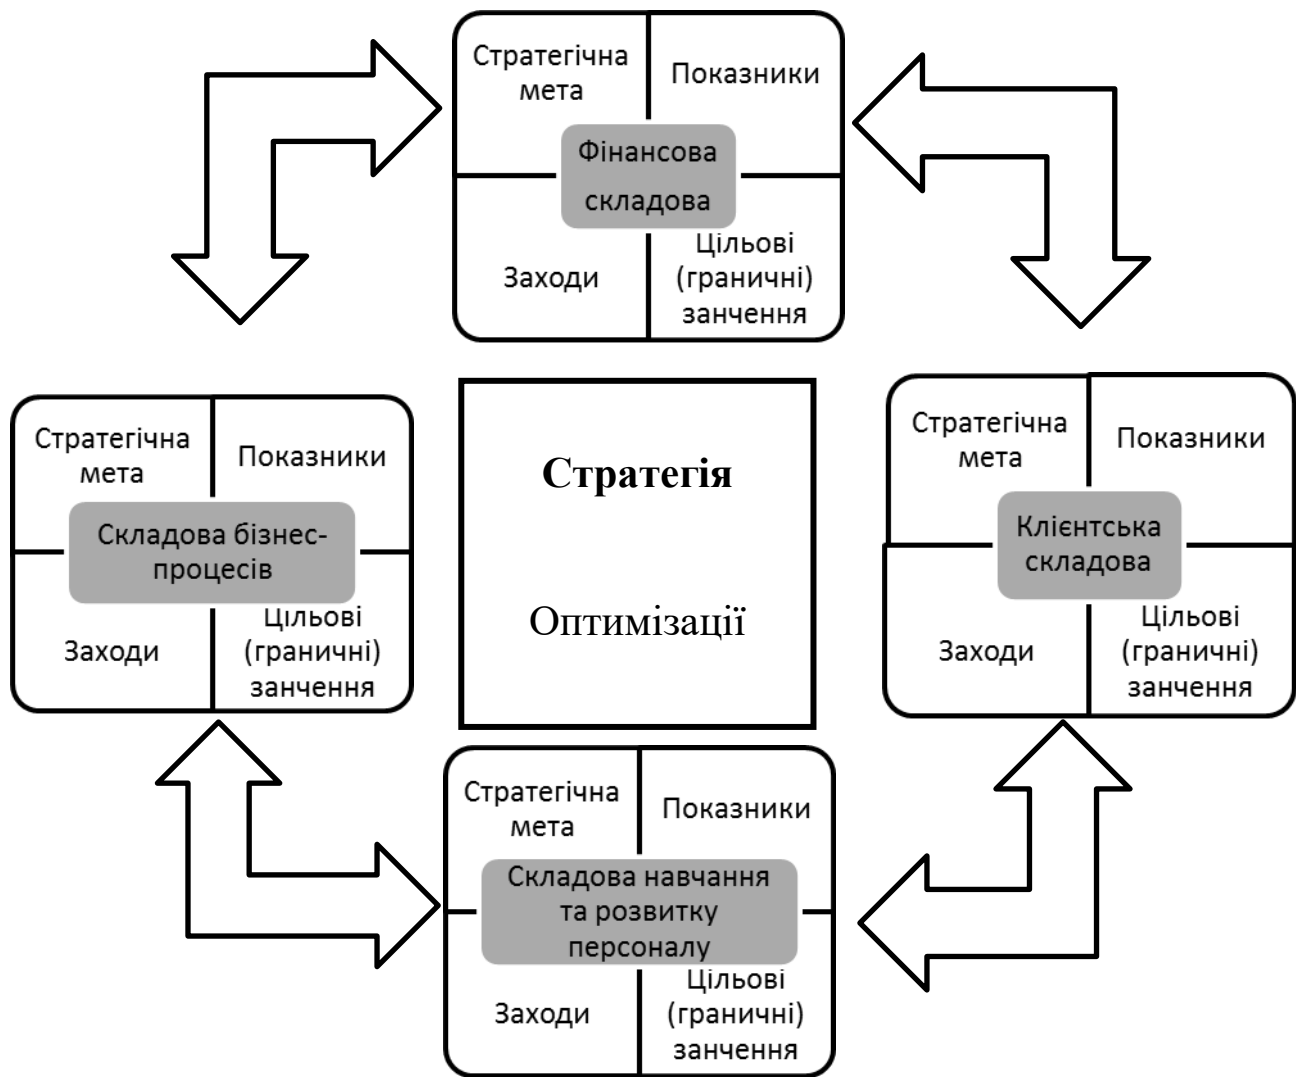 Стратегічна
мета
Показники
Фінансова
складова
Заходи
Цільові
(граничні)
занчення
Стратегічна
мета
Показники
Складова бізнес-
процесів
Заходи
Цільові
(граничні)
занчення
Стратегія
Оптимізації
Стратегічна
мета
Показники
Клієнтська
складова
Заходи
Цільові
(граничні)
занчення
Стратегічна
мета
Показники
Складова навчання
та розвитку
персоналу
Заходи
Цільові
(граничні)
занчення